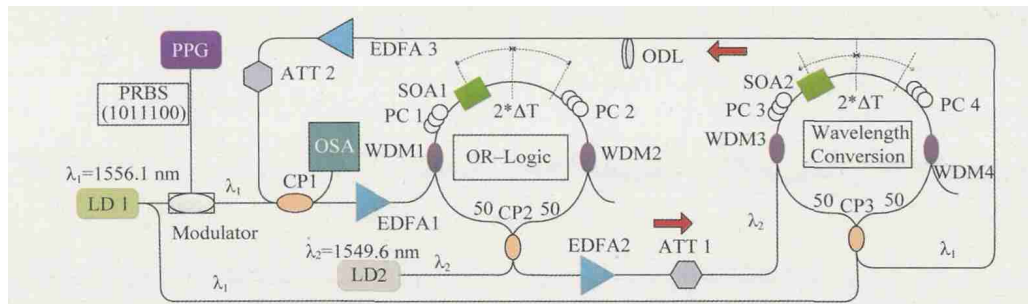 PPG
PRBS
(1011100)
λ₁=1556.1 nm
LD 1
Modulator
λ₁
λ₁
ATT 2
EDFA 3
OSA
CP1
EDFA1
λ₂=1549.6 nm
LD2
λ₂
SOA1
PC 1
WDM1
2*ΔT
PC 2
OR–Logic
WDM2
50 CP2 50
EDFA2
ATT 1
ODL
λ₂
SOA2
PC 3
WDM3
2*ΔT
PC 4
Wavelength
Conversion
WDM4
50 CP3 50
λ₁